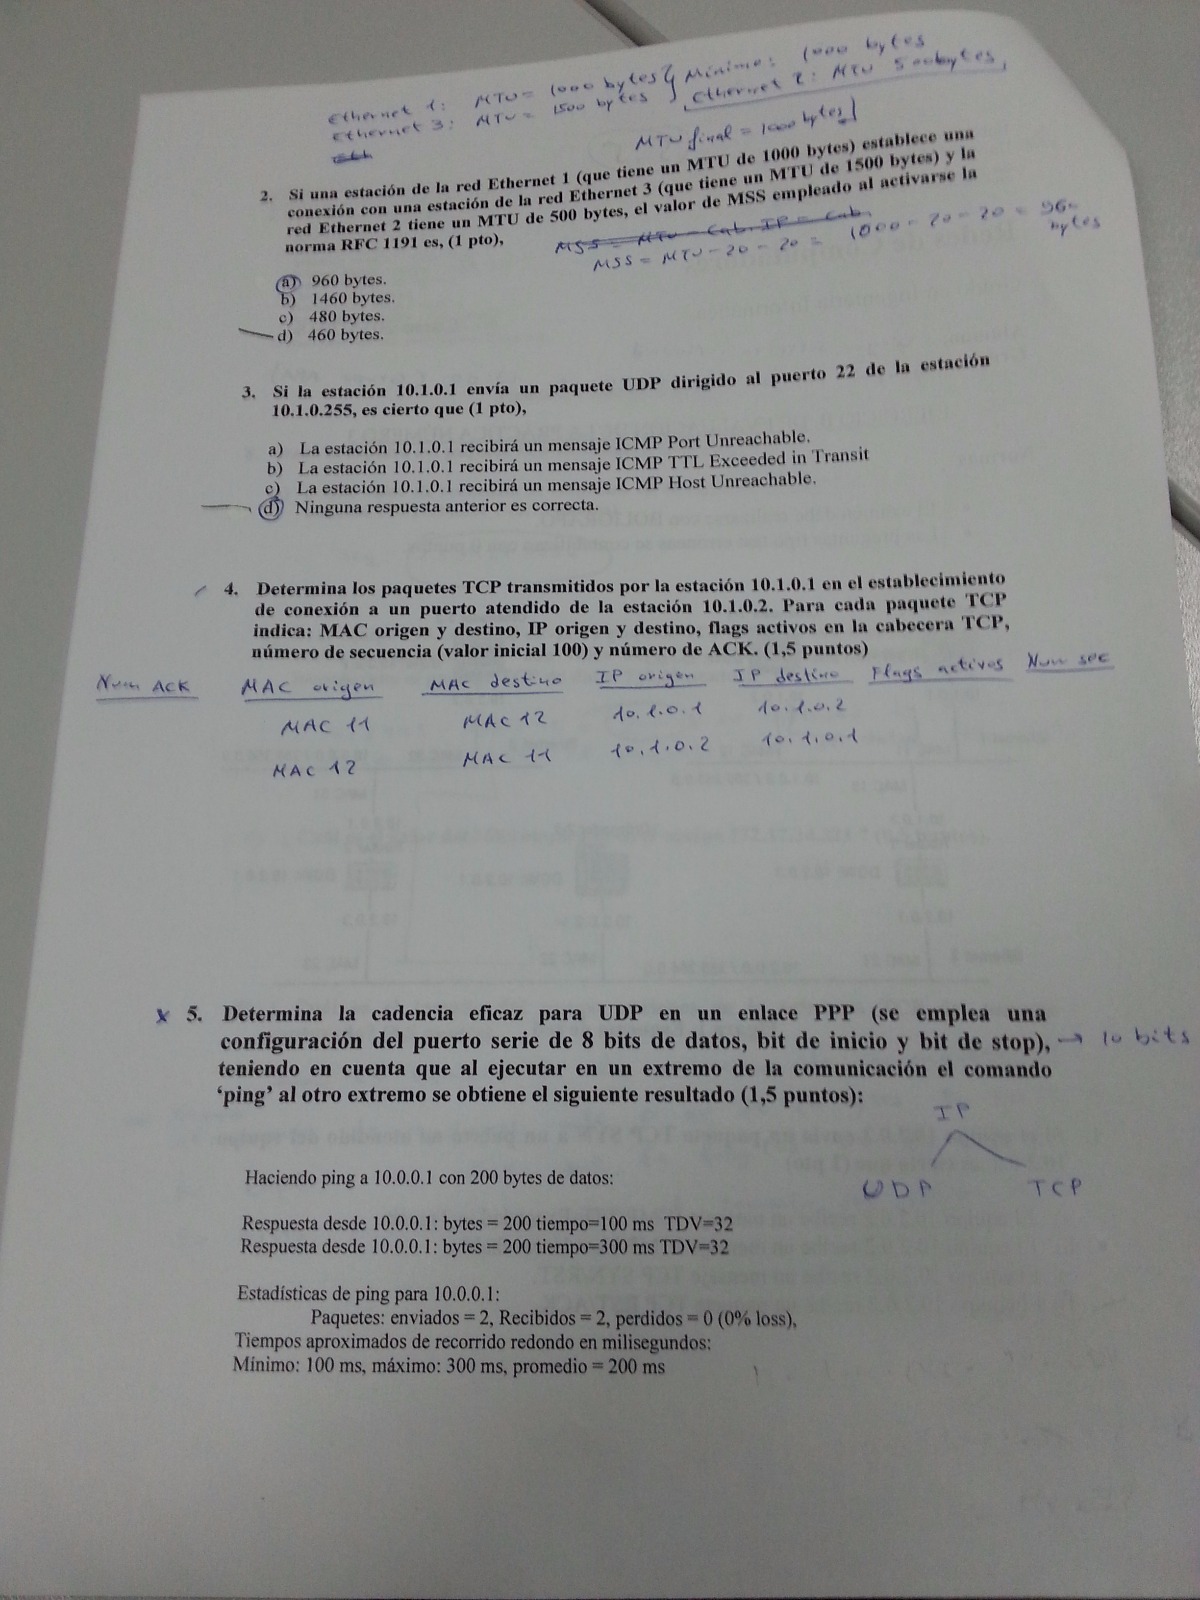 Ethernet 1: MTU = 1000 bytes } Mínimo: 1000 bytes
Ethernet 3: MTU = 1500 bytes Ethernet 2: MTU 500 bytes
MTU final = 1000 bytes
2. Si una estación de la red Ethernet 1 (que tiene un MTU de 1000 bytes) establece una
conexión con una estación de la red Ethernet 3 (que tiene un MTU de 1500 bytes) y la
red Ethernet 2 tiene un MTU de 500 bytes, el valor de MSS empleado al activarse la
norma RFC 1191 es, (1 pto),
MSS = MTU - Cab. IP = Cab.
MSS = MTU - 20 - 20 = 1000 - 20 - 20 = 960 bytes
a) 960 bytes.
b) 1460 bytes.
c) 480 bytes.
d) 460 bytes.
3. Si la estación 10.1.0.1 envía un paquete UDP dirigido al puerto 22 de la estación
10.1.0.255, es cierto que (1 pto),
a) La estación 10.1.0.1 recibirá un mensaje ICMP Port Unreachable.
b) La estación 10.1.0.1 recibirá un mensaje ICMP TTL Exceeded in Transit
c) La estación 10.1.0.1 recibirá un mensaje ICMP Host Unreachable.
d) Ninguna respuesta anterior es correcta.
4. Determina los paquetes TCP transmitidos por la estación 10.1.0.1 en el establecimiento
de conexión a un puerto atendido de la estación 10.1.0.2. Para cada paquete TCP
indica: MAC origen y destino, IP origen y destino, flags activos en la cabecera TCP,
número de secuencia (valor inicial 100) y número de ACK. (1,5 puntos)
Num ACK MAC origen MAC destino IP origen IP destino Flags activos Num sec
MAC 11 MAC 12 10.1.0.1 10.1.0.2
MAC 12 MAC 11 10.1.0.2 10.1.0.1
x 5. Determina la cadencia eficaz para UDP en un enlace PPP (se emplea una
configuración del puerto serie de 8 bits de datos, bit de inicio y bit de stop), → 10 bits
teniendo en cuenta que al ejecutar en un extremo de la comunicación el comando
‘ping’ al otro extremo se obtiene el siguiente resultado (1,5 puntos):
IP
UDP TCP
Haciendo ping a 10.0.0.1 con 200 bytes de datos:
Respuesta desde 10.0.0.1: bytes = 200 tiempo=100 ms TDV=32
Respuesta desde 10.0.0.1: bytes = 200 tiempo=300 ms TDV=32
Estadísticas de ping para 10.0.0.1:
Paquetes: enviados = 2, Recibidos = 2, perdidos = 0 (0% loss),
Tiempos aproximados de recorrido redondo en milisegundos:
Mínimo: 100 ms, máximo: 300 ms, promedio = 200 ms